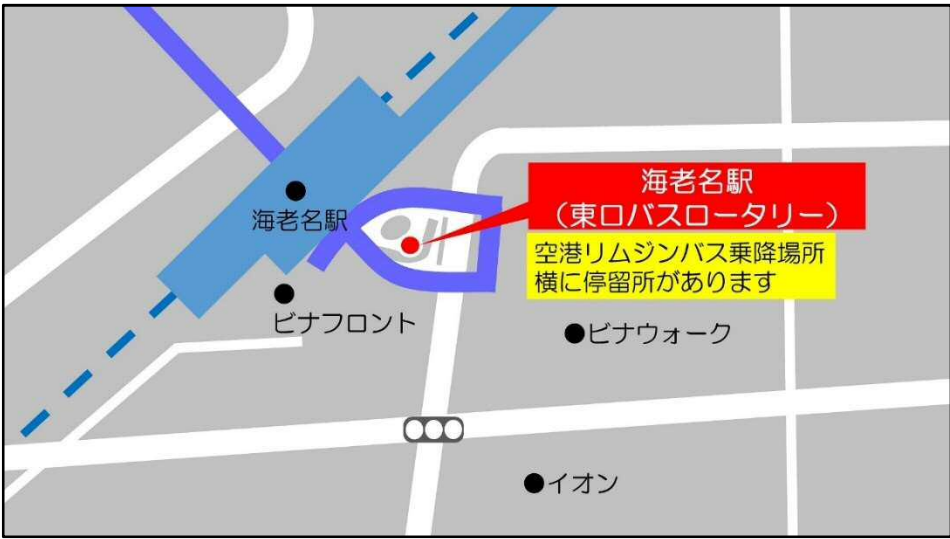 海老名駅
(東口バスロータリー)
海老名駅
空港リムジンバス乗降場所
横に停留所があります
ビナフロント
ビナウォーク
イオン